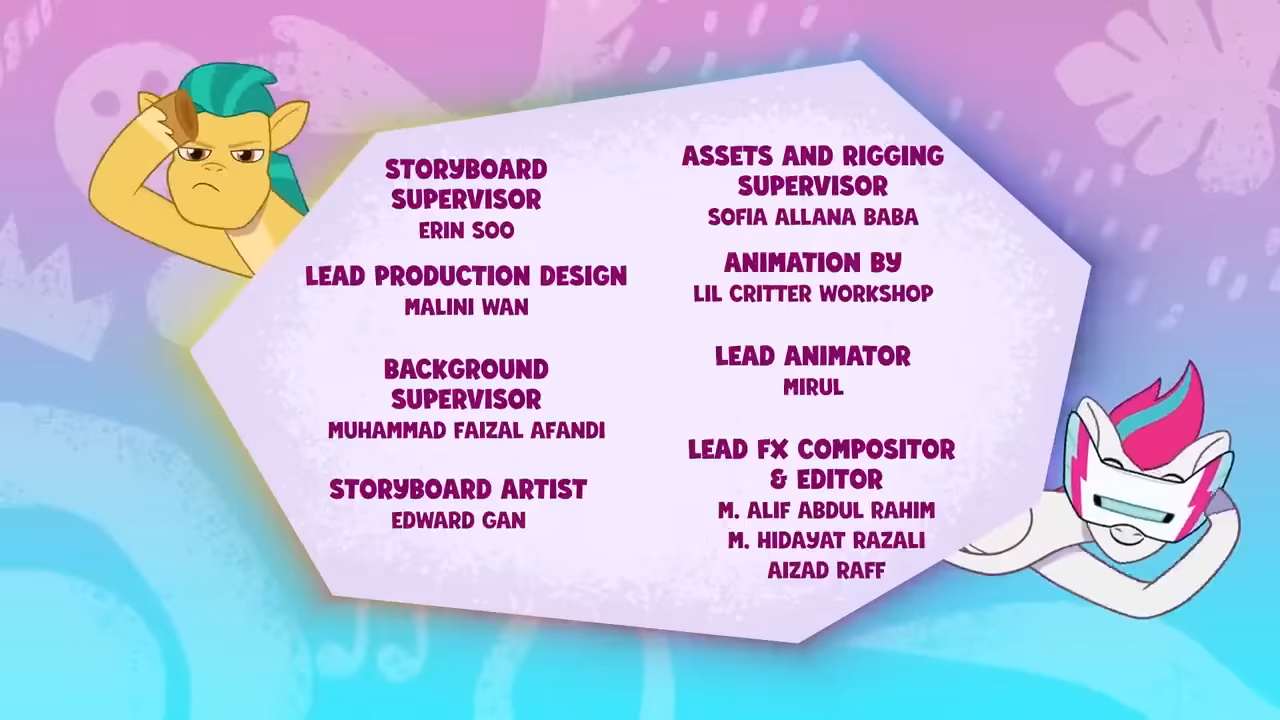 STORYBOARD
SUPERVISOR
ERIN SOO
LEAD PRODUCTION DESIGN
MALINI WAN
BACKGROUND
SUPERVISOR
MUHAMMAD FAIZAL AFANDI
STORYBOARD ARTIST
EDWARD GAN
ASSETS AND RIGGING
SUPERVISOR
SOFIA ALLANA BABA
ANIMATION BY
LIL CRITTER WORKSHOP
LEAD ANIMATOR
MIRUL
LEAD FX COMPOSITOR
& EDITOR
M. ALIF ABDUL RAHIM
M. HIDAYAT RAZALI
AIZAD RAFF